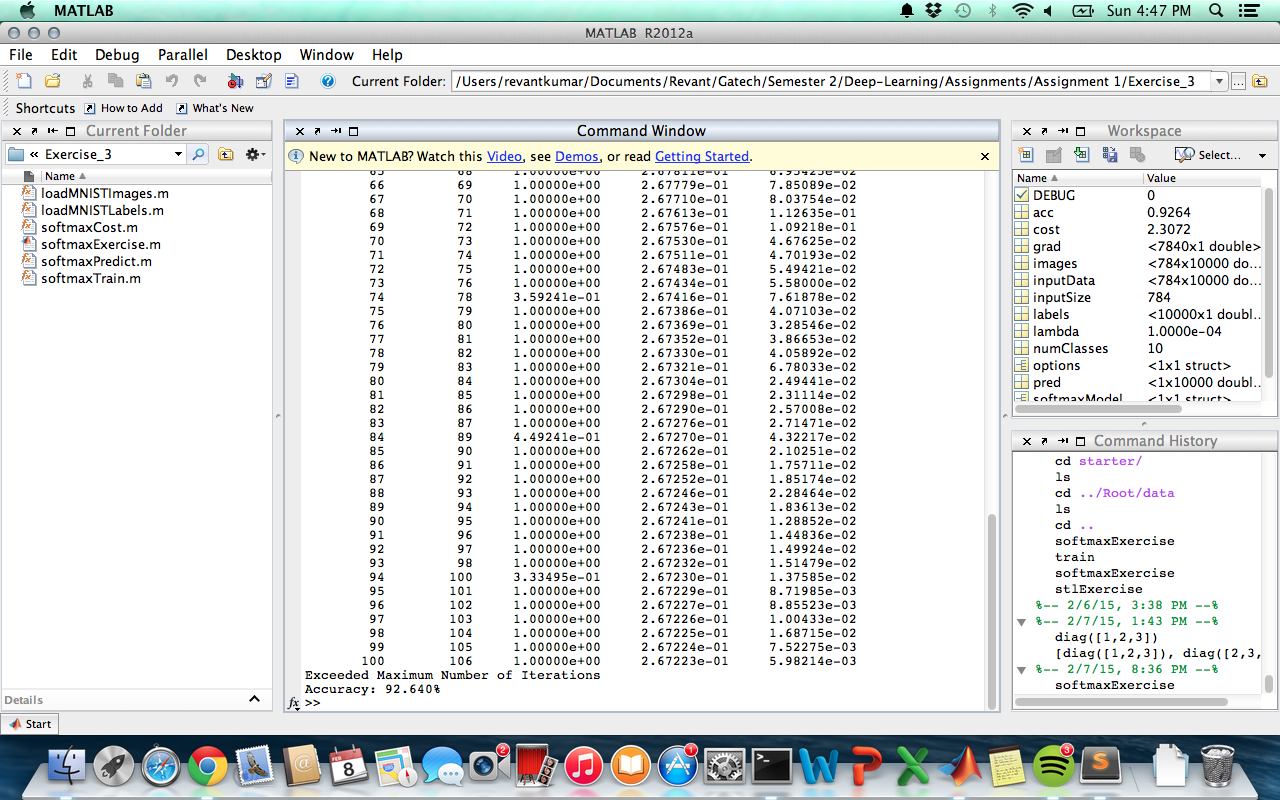 MATLAB
Sun 4:47 PM
MATLAB R2012a
File Edit Debug Parallel Desktop Window Help
Current Folder: /Users/revantkumar/Documents/Revant/Gatech/Semester 2/Deep-Learning/Assignments/Assignment 1/Exercise_3
Shortcuts How to Add What's New
Current Folder
« Exercise_3
Name
loadMNISTImages.m
loadMNISTLabels.m
softmaxCost.m
softmaxExercise.m
softmaxPredict.m
softmaxTrain.m
Details
Start
Command Window
New to MATLAB? Watch this Video, see Demos, or read Getting Started.
66 69 1.00000e+00 2.67779e-01 7.85089e-02
67 70 1.00000e+00 2.67710e-01 8.03754e-02
68 71 1.00000e+00 2.67613e-01 1.12635e-01
69 72 1.00000e+00 2.67576e-01 1.09218e-01
70 73 1.00000e+00 2.67530e-01 4.67625e-02
71 74 1.00000e+00 2.67511e-01 4.70193e-02
72 75 1.00000e+00 2.67483e-01 5.49421e-02
73 76 1.00000e+00 2.67434e-01 5.58000e-02
74 78 3.59241e-01 2.67416e-01 7.61878e-02
75 79 1.00000e+00 2.67386e-01 4.07103e-02
76 80 1.00000e+00 2.67369e-01 3.28546e-02
77 81 1.00000e+00 2.67352e-01 3.86653e-02
78 82 1.00000e+00 2.67330e-01 4.05892e-02
79 83 1.00000e+00 2.67321e-01 6.78033e-02
80 84 1.00000e+00 2.67304e-01 2.49441e-02
81 85 1.00000e+00 2.67298e-01 2.31114e-02
82 86 1.00000e+00 2.67290e-01 2.57008e-02
83 87 1.00000e+00 2.67276e-01 2.71471e-02
84 89 4.49241e-01 2.67270e-01 4.32217e-02
85 90 1.00000e+00 2.67262e-01 2.10251e-02
86 91 1.00000e+00 2.67258e-01 1.75711e-02
87 92 1.00000e+00 2.67252e-01 1.85174e-02
88 93 1.00000e+00 2.67246e-01 2.28464e-02
89 94 1.00000e+00 2.67243e-01 1.83613e-02
90 95 1.00000e+00 2.67241e-01 1.28852e-02
91 96 1.00000e+00 2.67238e-01 1.44836e-02
92 97 1.00000e+00 2.67236e-01 1.49924e-02
93 98 1.00000e+00 2.67232e-01 1.51479e-02
94 100 3.33495e-01 2.67230e-01 1.37585e-02
95 101 1.00000e+00 2.67229e-01 8.71985e-03
96 102 1.00000e+00 2.67227e-01 8.85523e-03
97 103 1.00000e+00 2.67226e-01 1.00433e-02
98 104 1.00000e+00 2.67225e-01 1.68715e-02
99 105 1.00000e+00 2.67224e-01 7.52275e-03
100 106 1.00000e+00 2.67223e-01 5.98214e-03
Exceeded Maximum Number of Iterations
Accuracy: 92.640%
fx >>
Workspace
Select...
Name Value
DEBUG 0
acc 0.9264
cost 2.3072
grad <7840x1 double>
images <784x10000 do...
inputData <784x10000 do...
inputSize 784
labels <10000x1 doubl...
lambda 1.0000e-04
numClasses 10
options <1x1 struct>
pred <1x10000 doubl...
softmaxModel <1x1 struct>
Command History
cd starter/
ls
cd ../Root/data
ls
cd ..
softmaxExercise
train
softmaxExercise
stlExercise
%-- 2/6/15, 3:38 PM --%
%-- 2/7/15, 1:43 PM --%
diag([1,2,3])
[diag([1,2,3]), diag([2,3,
%-- 2/7/15, 8:36 PM --%
softmaxExercise
FEB
8
2
1
3